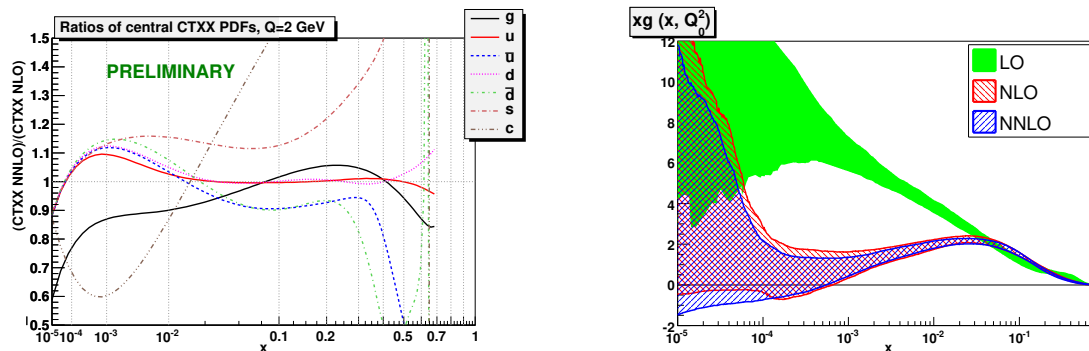 Ratios of central CTXX PDFs, Q=2 GeV
PRELIMINARY
(CTXX NNLO)/(CTXX NLO)
1.5
1.4
1.3
1.2
1.1
1
0.9
0.8
0.7
0.6
0.5
10⁻⁵ 10⁻⁴ 10⁻³ 10⁻² 0.1 0.2 0.5 0.7 1
x
g
u
u̅
d
d̅
s
c
xg (x, Q₀²)
12
10
8
6
4
2
0
-2
10⁻⁵ 10⁻⁴ 10⁻³ 10⁻² 10⁻¹
x
LO
NLO
NNLO